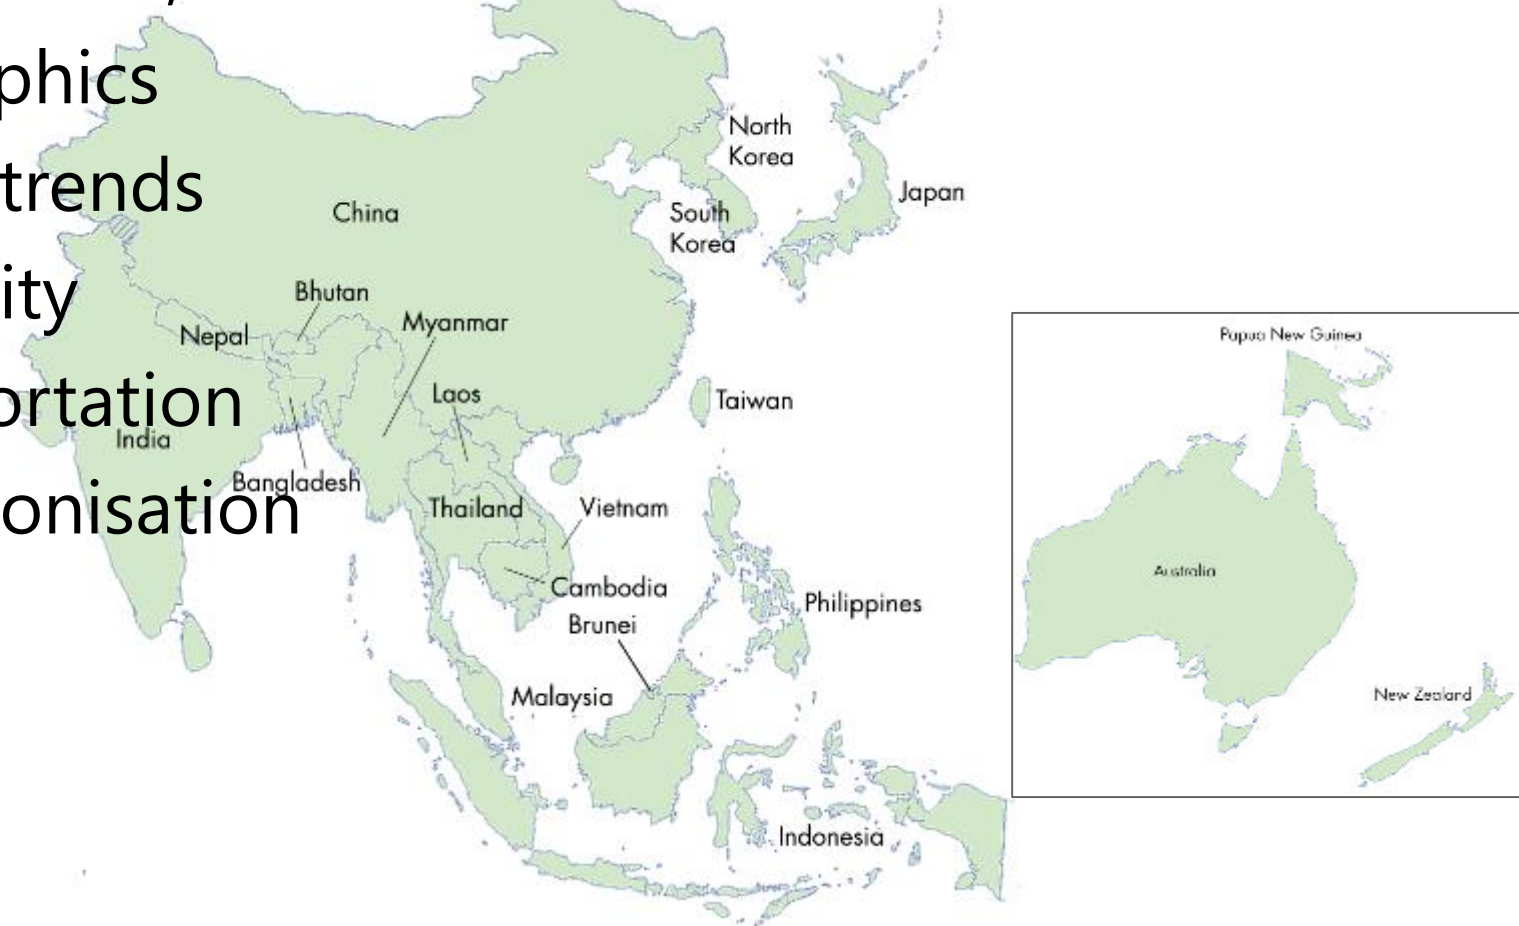 phics
trends
ity
ortation
onisation
North
Korea
Japan
China
South
Korea
Bhutan
Myanmar
Nepal
Laos
Taiwan
India
Bangladesh
Thailand
Vietnam
Cambodia
Philippines
Brunei
Malaysia
Indonesia
Papua New Guinea
Australia
New Zealand